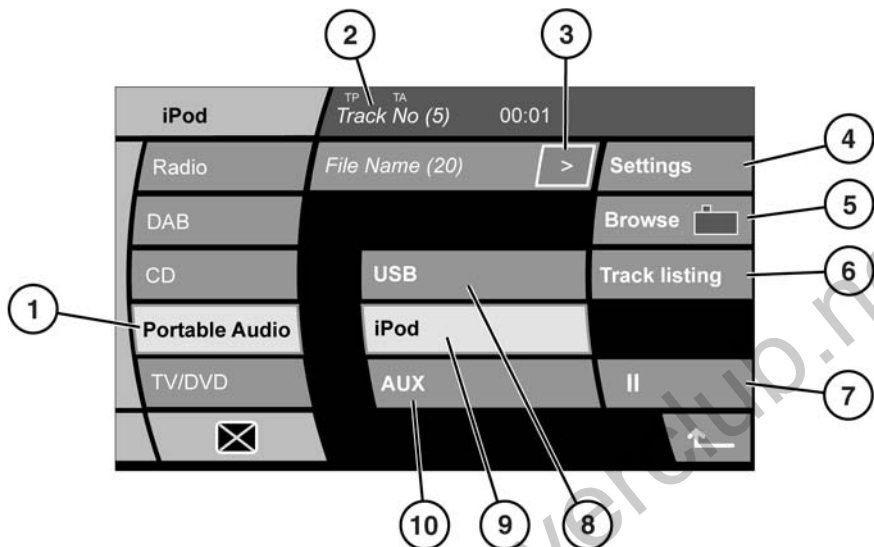 2
3
TP TA
iPod
Track No (5) 00:01
4
Radio
File Name (20)
>
Settings
5
DAB
Browse
6
CD
USB
Track listing
1
Portable Audio
iPod
7
TV/DVD
AUX
II
10
9
8